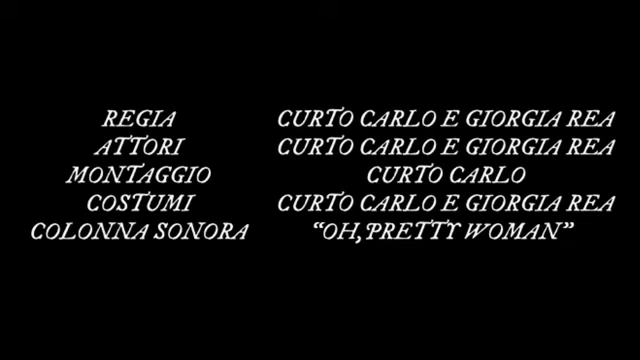 REGIA CURTO CARLO E GIORGIA REA
ATTORI CURTO CARLO E GIORGIA REA
MONTAGGIO CURTO CARLO
COSTUMI CURTO CARLO E GIORGIA REA
COLONNA SONORA “OH, PRETTY WOMAN”